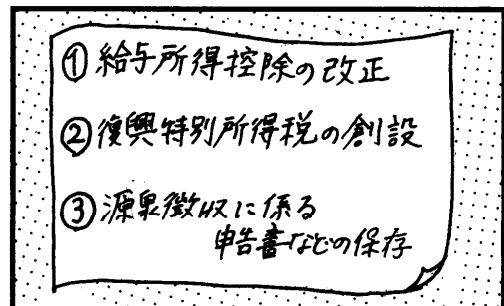 ①給与所得控除の改正
②復興特別所得税の創設
③源泉徴収に係る
申告書などの保存